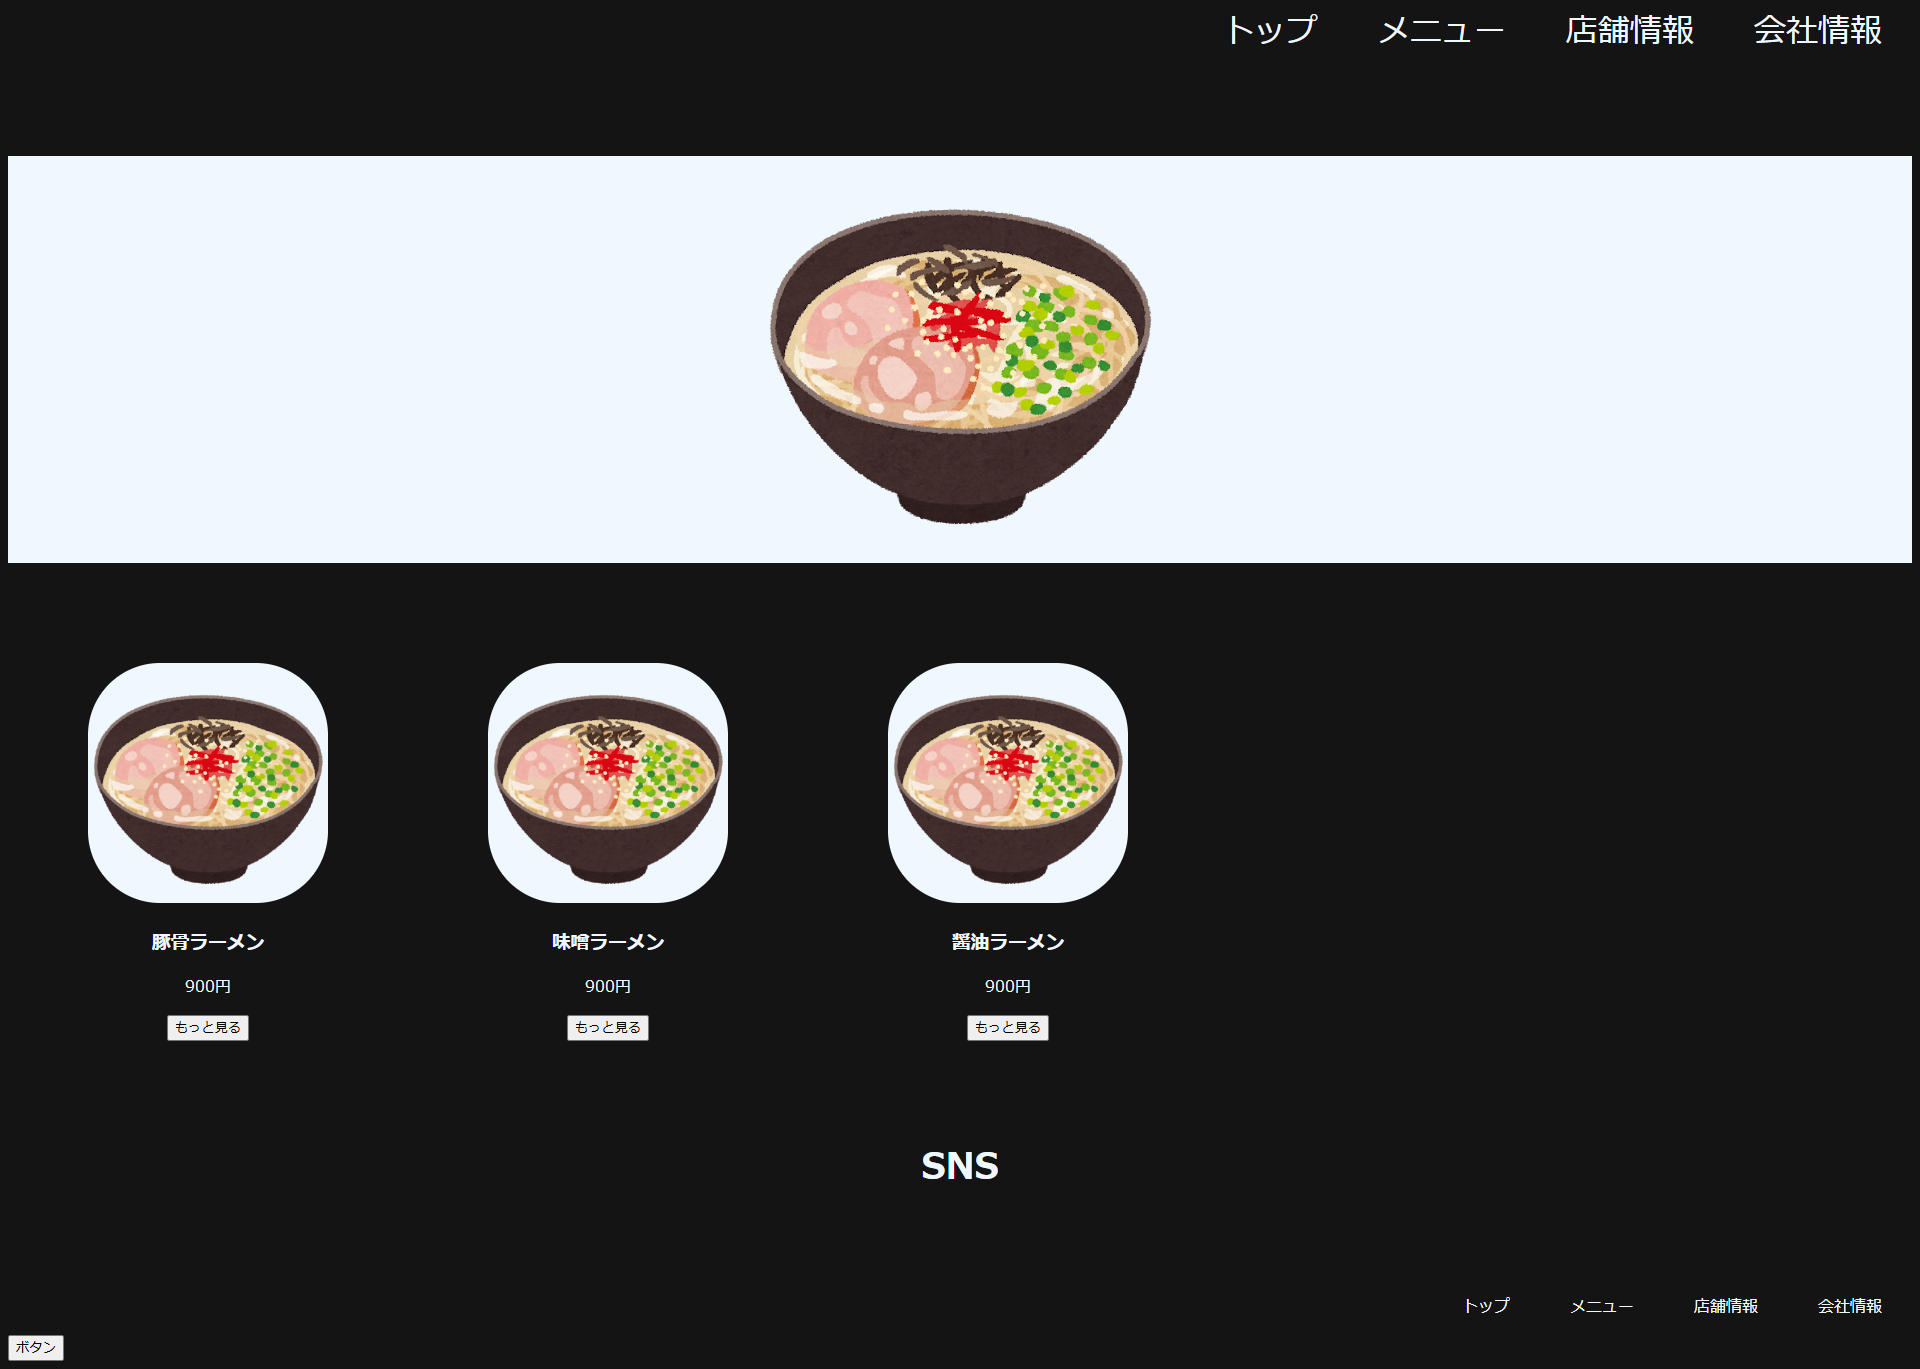 トップ メニュー 店舗情報 会社情報
豚骨ラーメン 味噌ラーメン 醤油ラーメン
900円 900円 900円
もっと見る もっと見る もっと見る
SNS
トップ メニュー 店舗情報 会社情報
ボタン